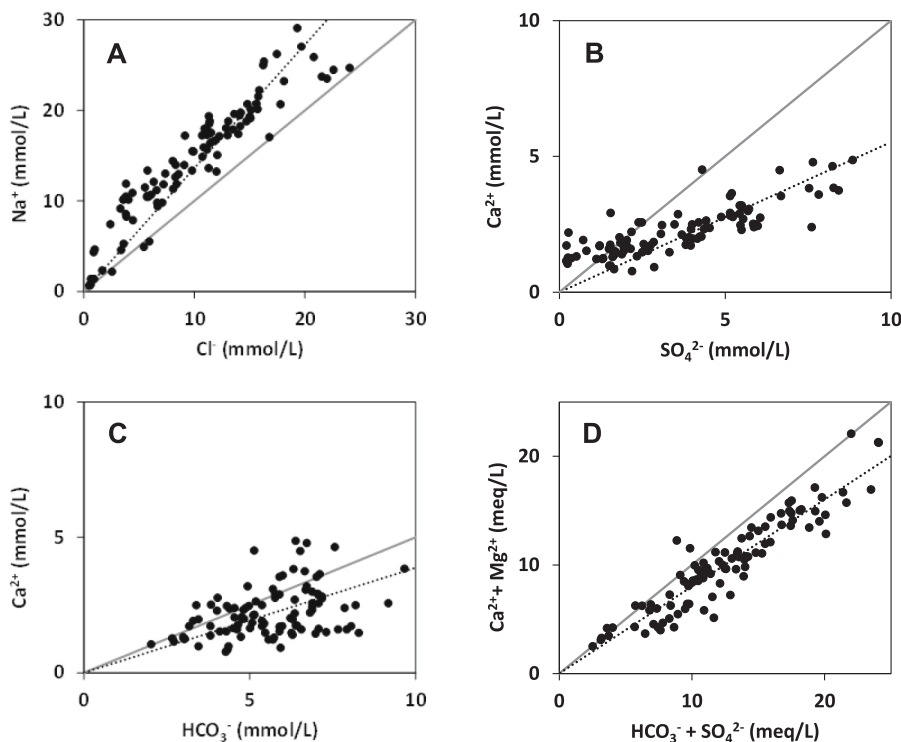 A
30
20
10
0
0
10
20
30
Na⁺ (mmol/L)
Cl⁻ (mmol/L)
B
10
5
0
0
5
10
Ca²⁺ (mmol/L)
SO₄²⁻ (mmol/L)
C
10
5
0
0
5
10
Ca²⁺ (mmol/L)
HCO₃⁻ (mmol/L)
D
20
10
0
0
10
20
Ca²⁺+ Mg²⁺ (meq/L)
HCO₃⁻ + SO₄²⁻ (meq/L)